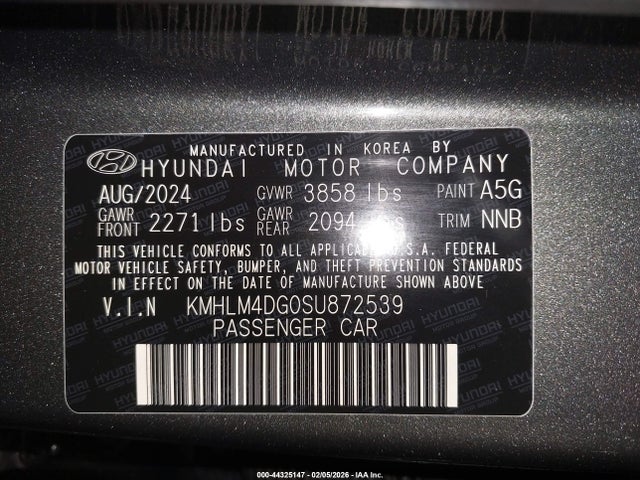 MANUFACTURED IN KOREA BY
HYUNDAI MOTOR COMPANY
AUG/2024 GVWR 3858 lbs PAINT A5G
GAWR FRONT 2271 lbs GAWR REAR 2094 TRIM NNB
THIS VEHICLE CONFORMS TO ALL U.S.A. FEDERAL
MOTOR VEHICLE SAFETY, BUMPER, AND THEFT PREVENTION STANDARDS
IN EFFECT ON THE DATE OF MANUFACTURE SHOWN ABOVE
V.I.N KMHLM4DG0SU872539
PASSENGER CAR
000-44325147 - 02/05/2026 - IAA Inc.